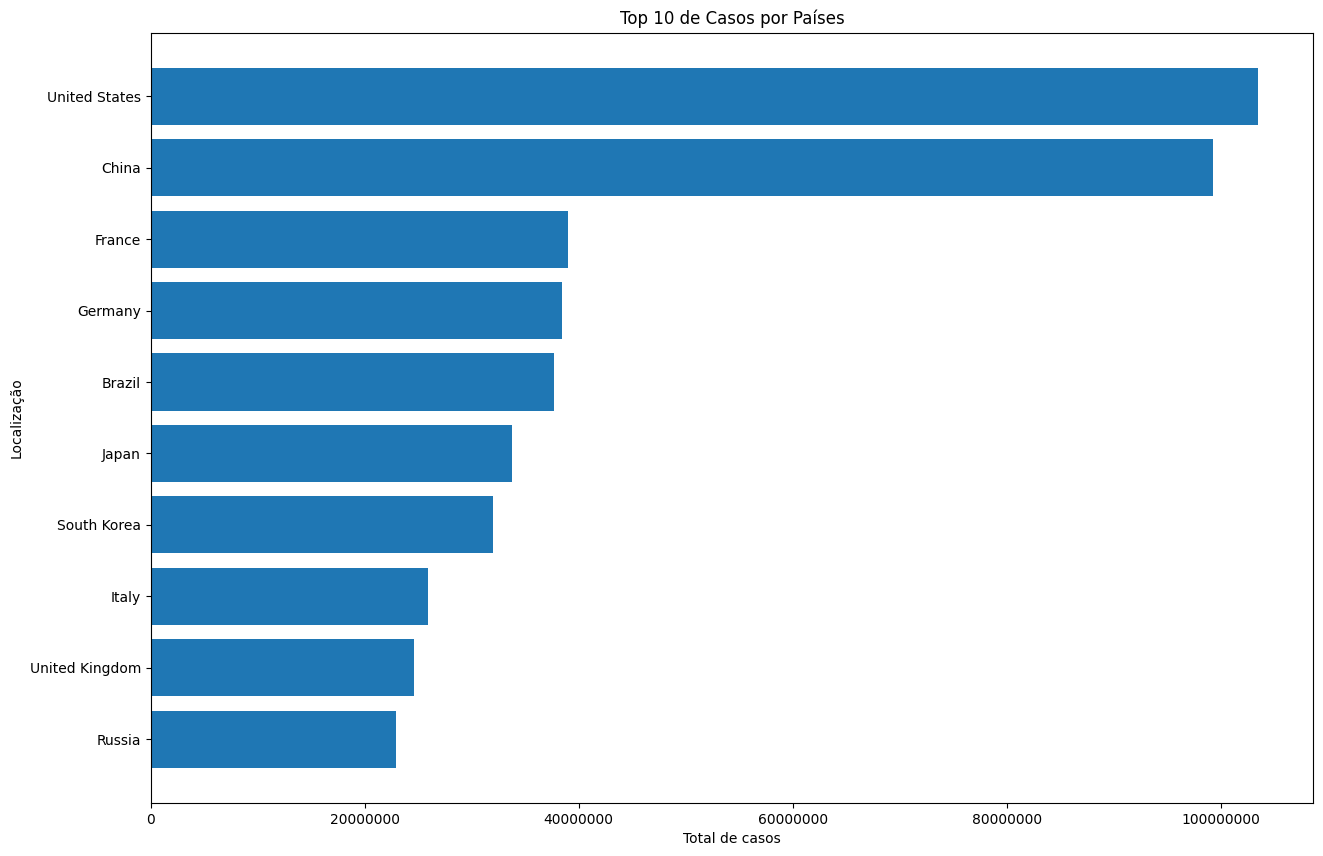 Top 10 de Casos por Países
United States
China
France
Germany
Brazil
Japan
South Korea
Italy
United Kingdom
Russia
Localização
0 20000000 40000000 60000000 80000000 100000000
Total de casos